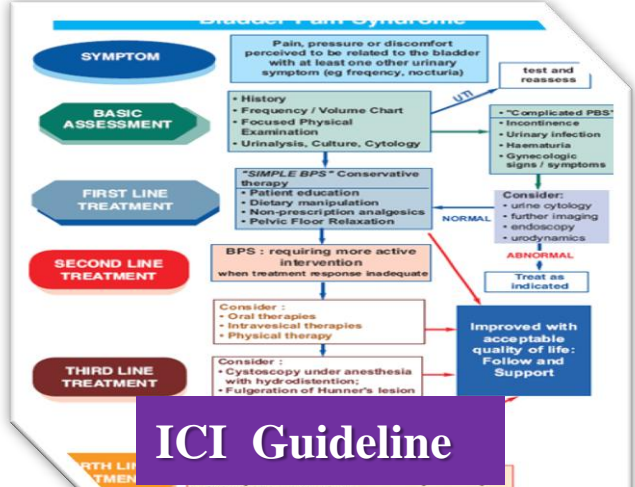 Bladder Pain Syndrome
SYMPTOM
Pain, pressure or discomfort
perceived to be related to the bladder
with at least one other urinary
symptom (eg freqency, nocturia)
test and
reassess
UTI
BASIC
ASSESSMENT
• History
• Frequency / Volume Chart
• Focused Physical
Examination
• Urinalysis, Culture, Cytology
• "Complicated PBS"
• Incontinence
• Urinary infection
• Haematuria
• Gynecologic
signs / symptoms
FIRST LINE
TREATMENT
"SIMPLE BPS" Conservative
therapy
• Patient education
• Dietary manipulation
• Non-prescription analgesics
• Pelvic Floor Relaxation
NORMAL
Consider:
• urine cytology
• further imaging
• endoscopy
• urodynamics
ABNORMAL
SECOND LINE
TREATMENT
BPS : requiring more active
intervention
when treatment response inadequate
Treat as
indicated
Consider :
• Oral therapies
• Intravesical therapies
• Physical therapy
Improved with
acceptable
quality of life:
Follow and
Support
THIRD LINE
TREATMENT
Consider :
• Cystoscopy under anesthesia
with hydrodistention;
• Fulgeration of Hunner's lesion
ICI Guideline